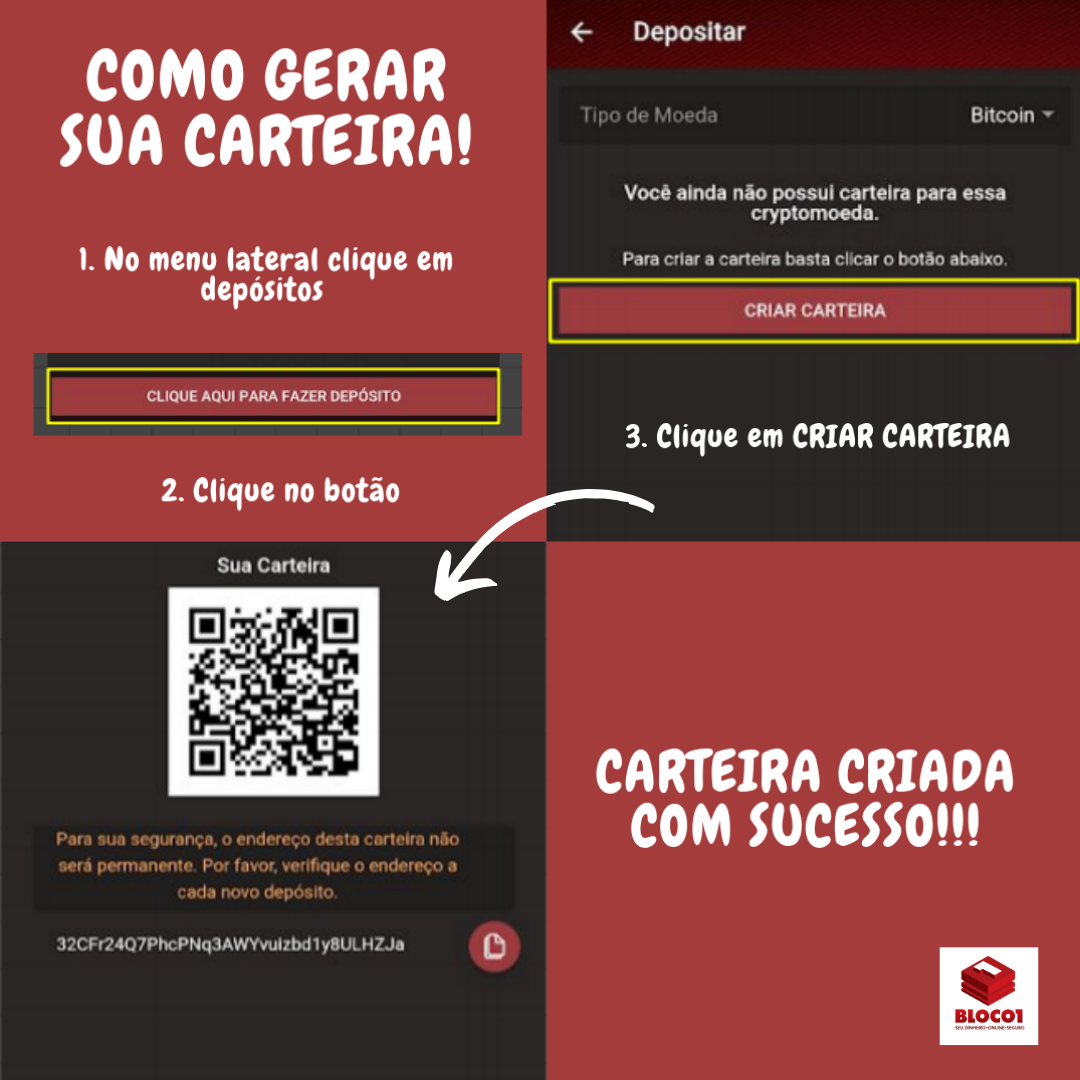 COMO GERAR
SUA CARTEIRA!
1. No menu lateral clique em
depósitos
CLIQUE AQUI PARA FAZER DEPÓSITO
2. Clique no botão
Depositar
Tipo de Moeda
Bitcoin
Você ainda não possui carteira para essa
cryptomoeda.
Para criar a carteira basta clicar o botão abaixo.
CRIAR CARTEIRA
3. Clique em CRIAR CARTEIRA
Sua Carteira
Para sua segurança, o endereço desta carteira não
será permanente. Por favor, verifique o endereço a
cada novo depósito.
32CFr24Q7PhcPNq3AWYvuizbd1y8ULHZJa
CARTEIRA CRIADA
COM SUCESSO!!!
BLOCO1
SEU DINHEIRO•ONLINE•SEGURO